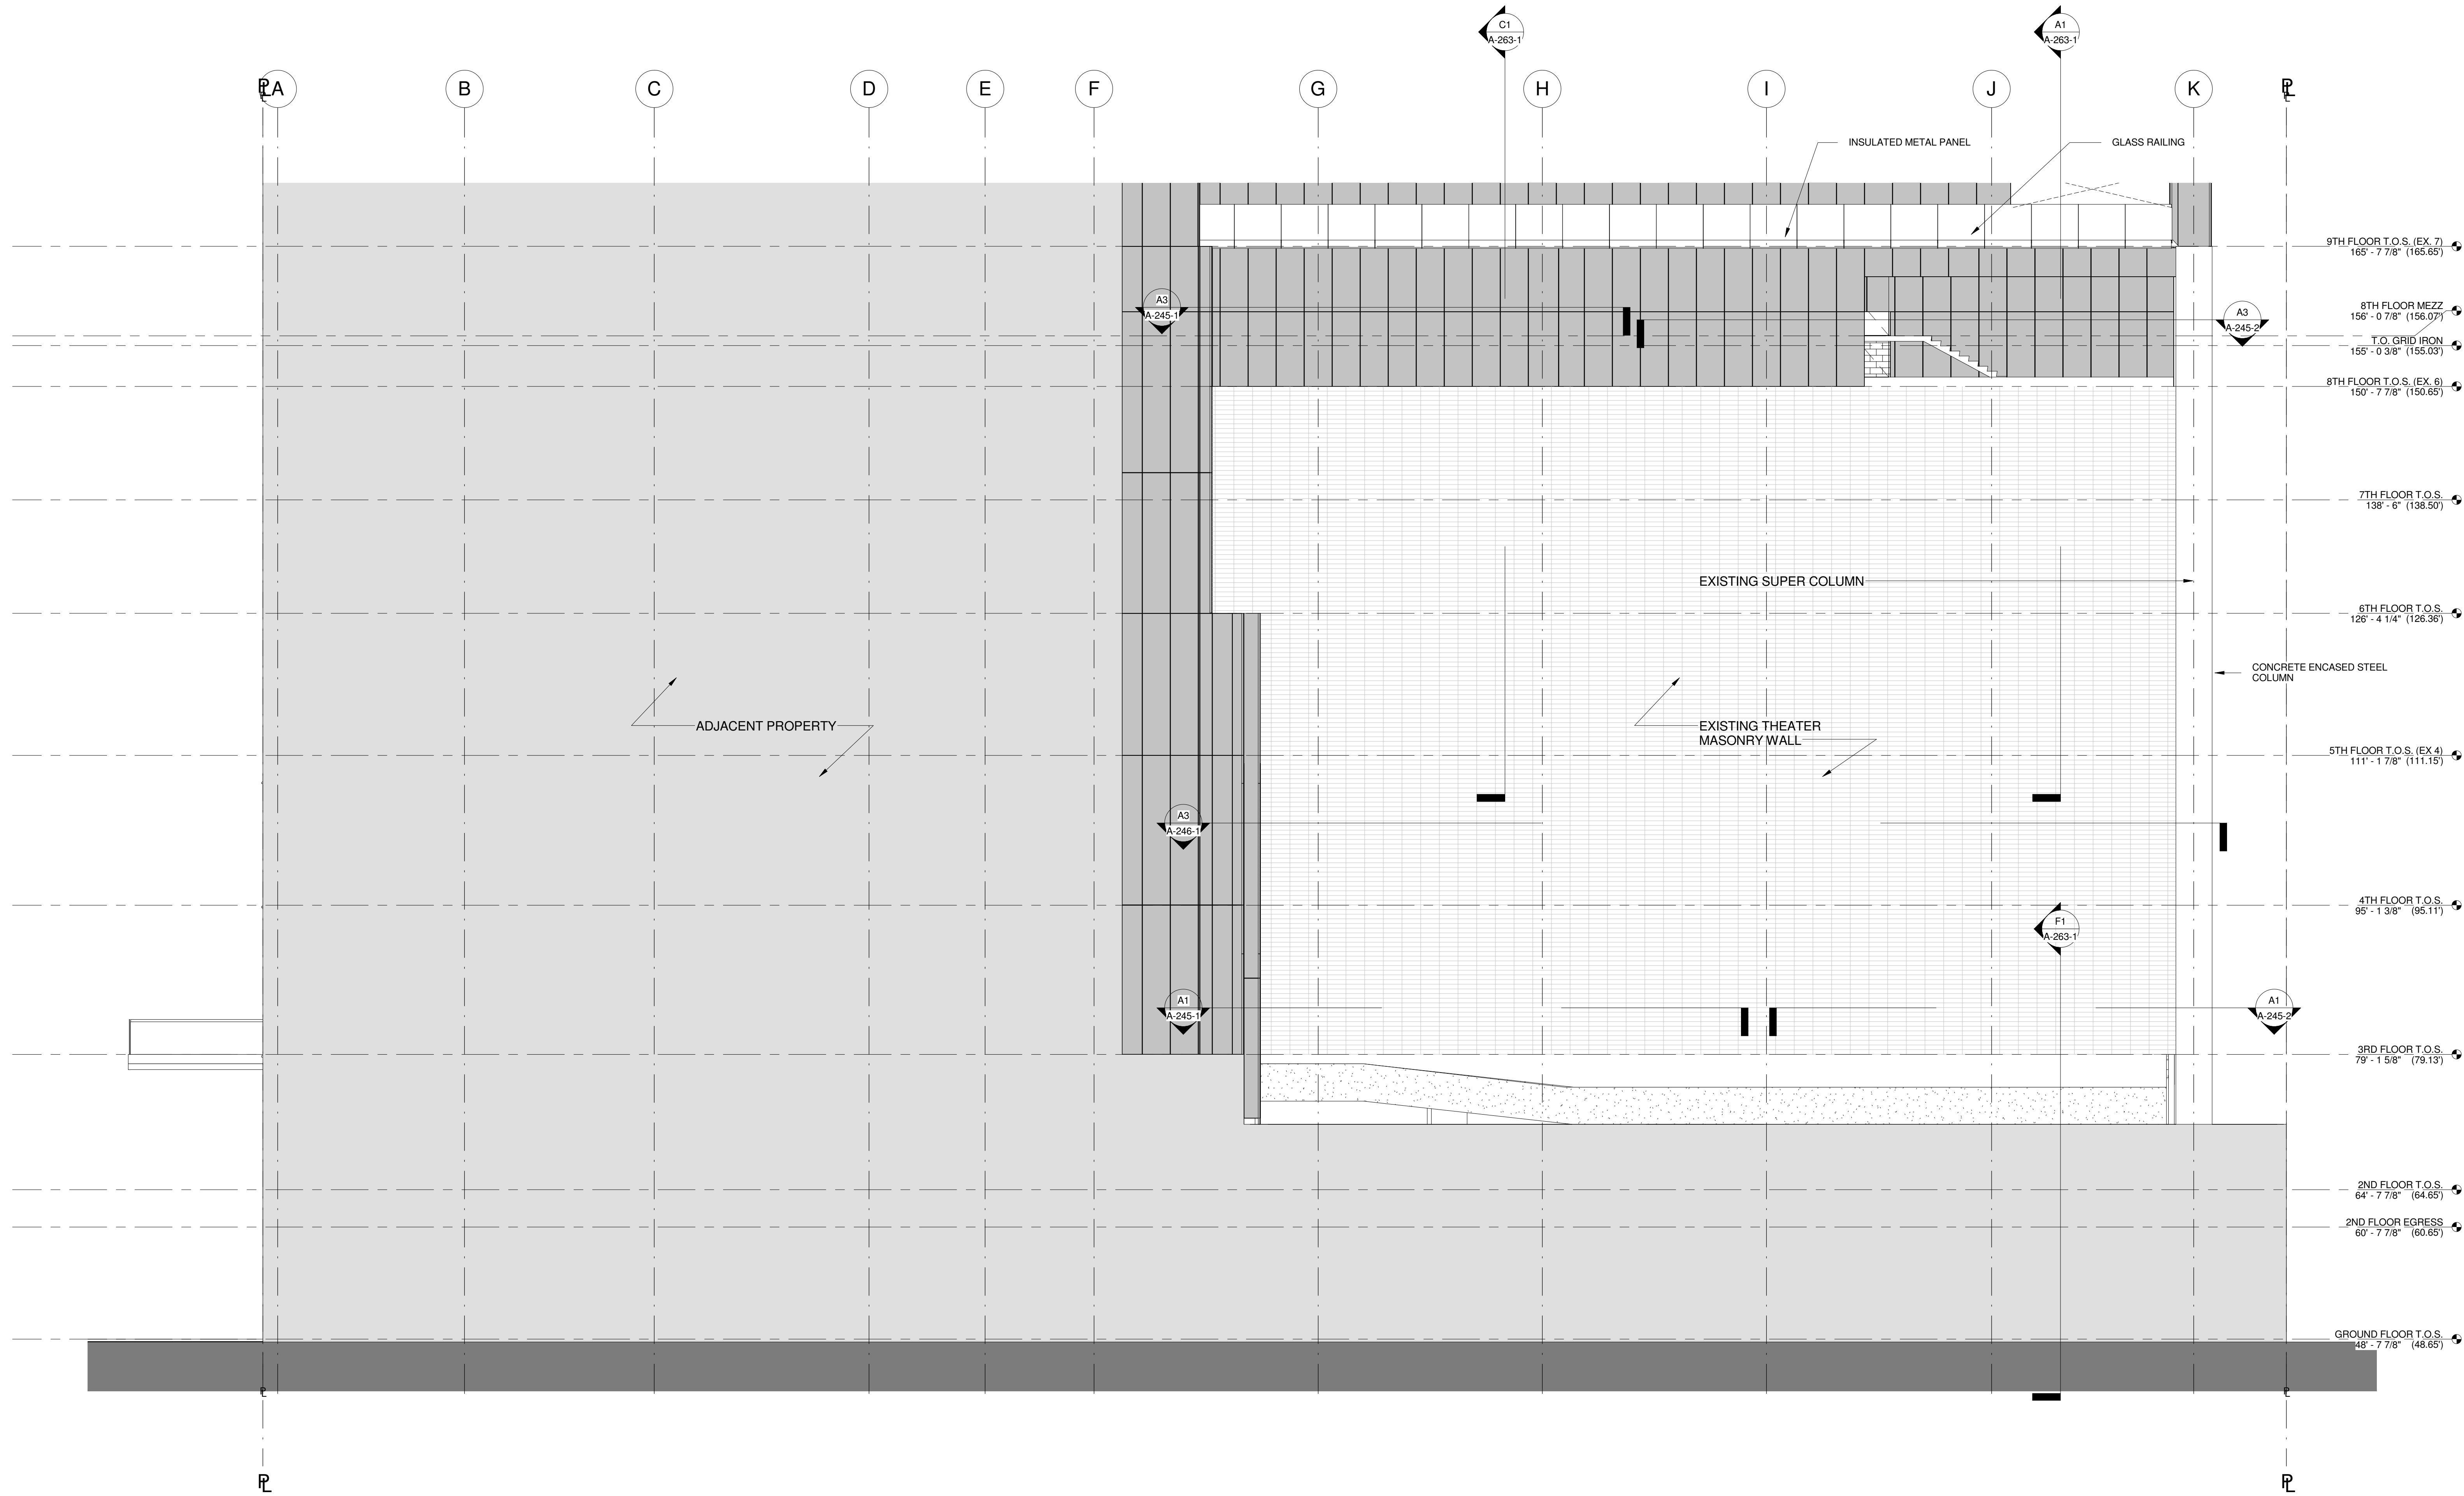 C1
A-263-1
A1
A-263-1
PL
A
B
C
D
E
F
G
H
I
J
K
PL
INSULATED METAL PANEL
GLASS RAILING
9TH FLOOR T.O.S. (EX. 7)
165' - 7 7/8" (165.65')
A3
A-245-1
8TH FLOOR MEZZ
156' - 0 7/8" (156.07')
A3
A-245-2
T.O. GRID IRON
155' - 0 3/8" (155.03')
8TH FLOOR T.O.S. (EX. 6)
150' - 7 7/8" (150.65')
7TH FLOOR T.O.S.
138' - 6" (138.50')
EXISTING SUPER COLUMN
6TH FLOOR T.O.S.
126' - 4 1/4" (126.36')
CONCRETE ENCASED STEEL
COLUMN
ADJACENT PROPERTY
EXISTING THEATER
MASONRY WALL
5TH FLOOR T.O.S. (EX 4)
111' - 1 7/8" (111.15')
A3
A-246-1
4TH FLOOR T.O.S.
95' - 1 3/8" (95.11')
F1
A-263-1
A1
A-245-1
A1
A-245-2
3RD FLOOR T.O.S.
79' - 1 5/8" (79.13')
2ND FLOOR T.O.S.
64' - 7 7/8" (64.65')
2ND FLOOR EGRESS
60' - 7 7/8" (60.65')
GROUND FLOOR T.O.S.
48' - 7 7/8" (48.65')
PL
PL
PL
PL